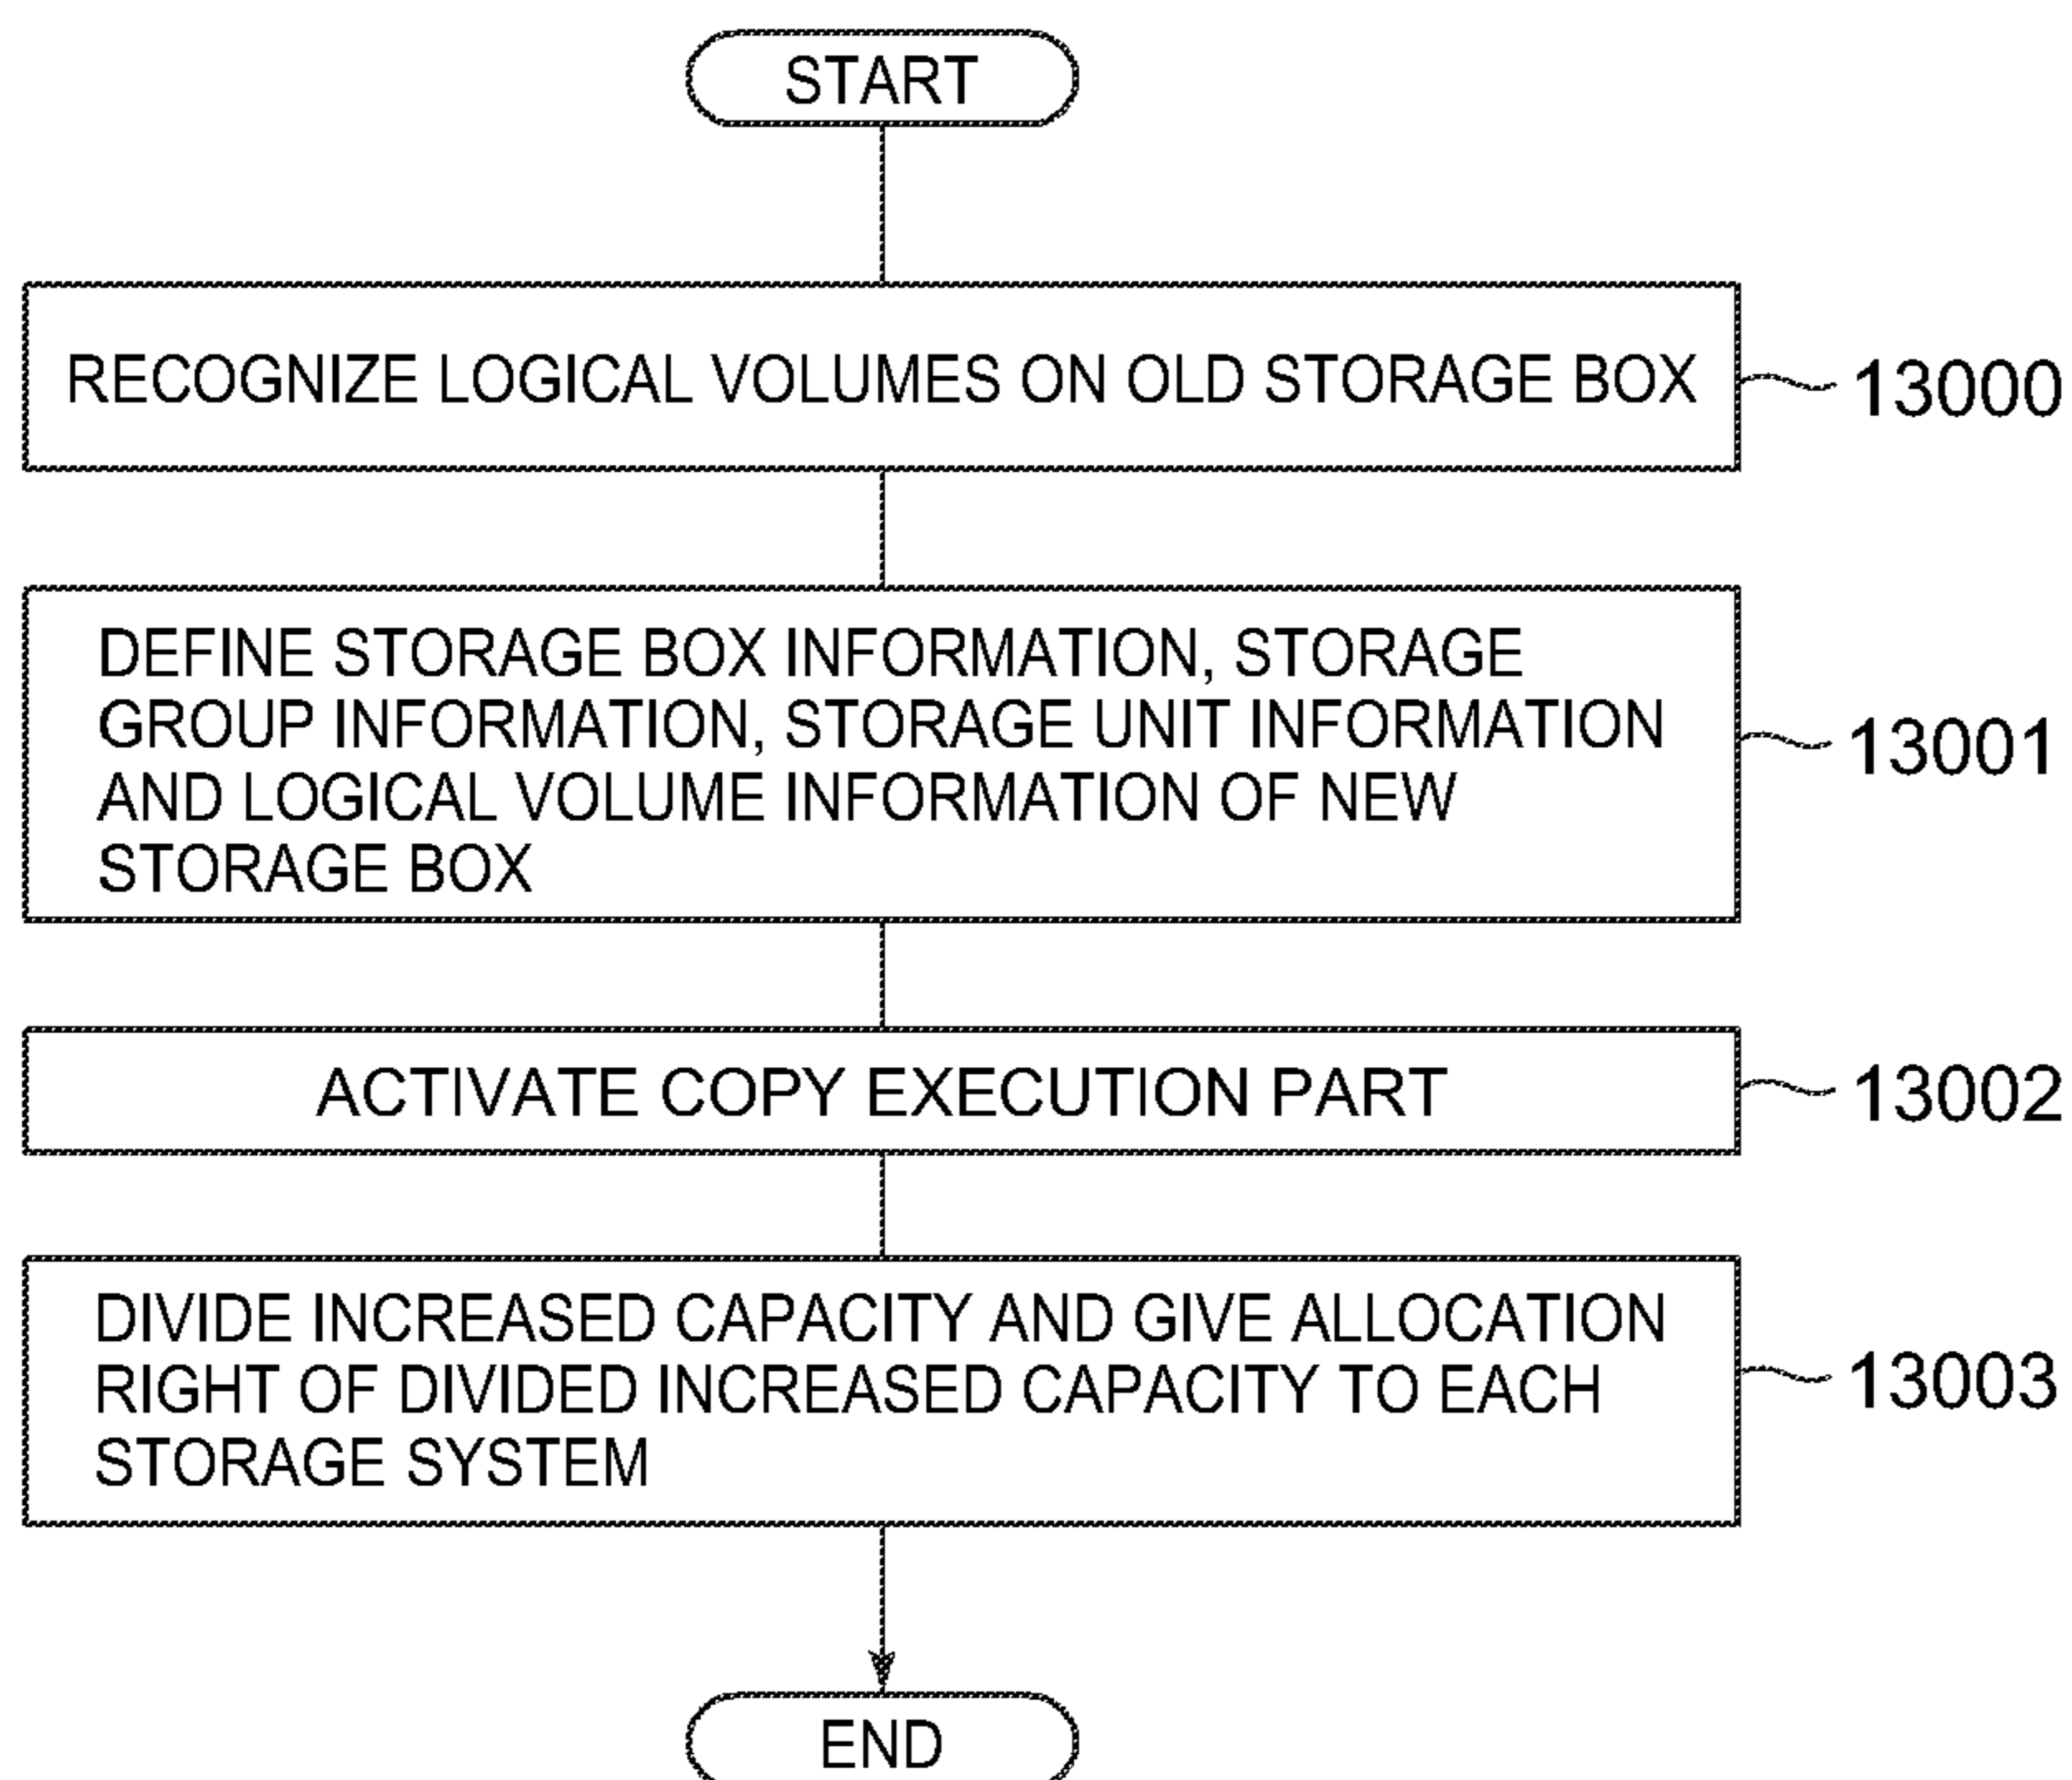 START
RECOGNIZE LOGICAL VOLUMES ON OLD STORAGE BOX
13000
DEFINE STORAGE BOX INFORMATION, STORAGE
GROUP INFORMATION, STORAGE UNIT INFORMATION
AND LOGICAL VOLUME INFORMATION OF NEW
STORAGE BOX
13001
ACTIVATE COPY EXECUTION PART
13002
DIVIDE INCREASED CAPACITY AND GIVE ALLOCATION
RIGHT OF DIVIDED INCREASED CAPACITY TO EACH
STORAGE SYSTEM
13003
END